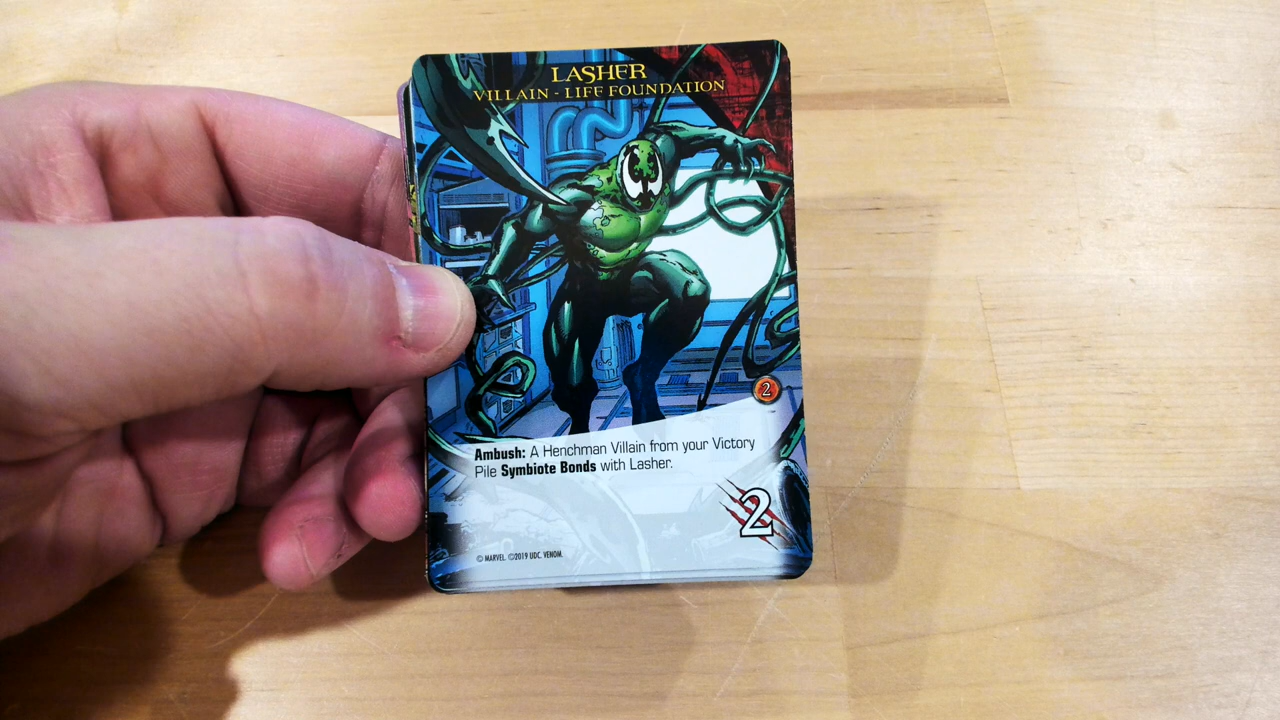 LASHER
VILLAIN - LIFE FOUNDATION
2
Ambush: A Henchman Villain from your Victory
Pile Symbiote Bonds with Lasher.
2
© MARVEL. ©2019 UDC. VENOM.